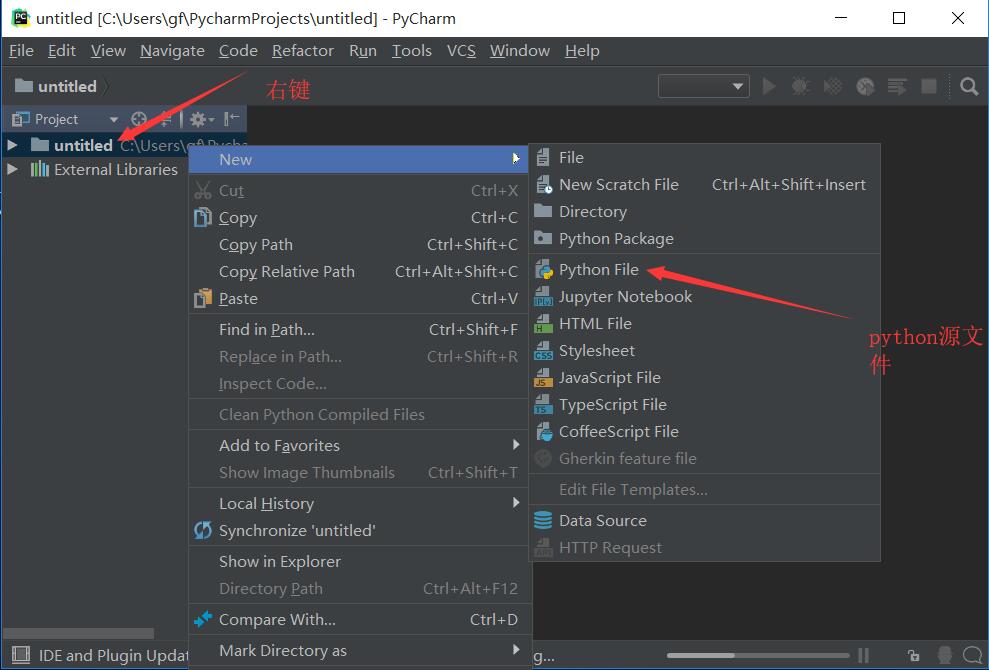 untitled [C:\Users\gf\PycharmProjects\untitled] - PyCharm
File Edit View Navigate Code Refactor Run Tools VCS Window Help
untitled
右键
Project
untitled C:\Users\gf\Pycha
External Libraries
New
Cut Ctrl+X
Copy Ctrl+C
Copy Path Ctrl+Shift+C
Copy Relative Path Ctrl+Alt+Shift+C
Paste Ctrl+V
Find in Path... Ctrl+Shift+F
Replace in Path... Ctrl+Shift+R
Inspect Code...
Clean Python Compiled Files
Add to Favorites
Show Image Thumbnails Ctrl+Shift+T
Local History
Synchronize 'untitled'
Show in Explorer
Directory Path Ctrl+Alt+F12
Compare With... Ctrl+D
Mark Directory as
File
New Scratch File Ctrl+Alt+Shift+Insert
Directory
Python Package
Python File
Jupyter Notebook
HTML File
Stylesheet
JavaScript File
TypeScript File
CoffeeScript File
Gherkin feature file
Edit File Templates...
Data Source
HTTP Request
python源文
件
IDE and Plugin Updat
g...